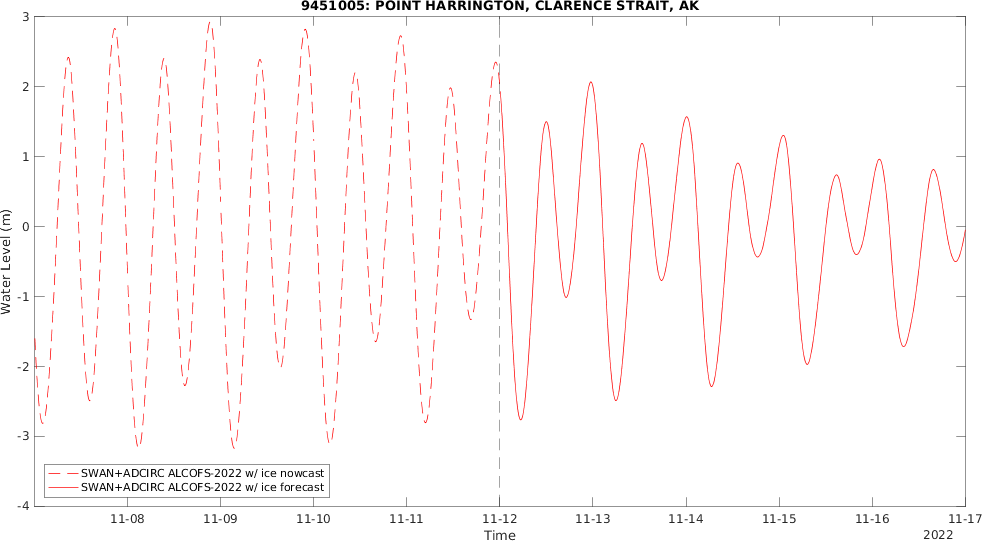 9451005: POINT HARRINGTON, CLARENCE STRAIT, AK
3
2
1
0
-1
-2
-3
-4
Water Level (m)
SWAN+ADCIRC ALCOFS-2022 w/ ice nowcast
SWAN+ADCIRC ALCOFS-2022 w/ ice forecast
11-08 11-09 11-10 11-11 11-12 11-13 11-14 11-15 11-16 11-17
Time
2022